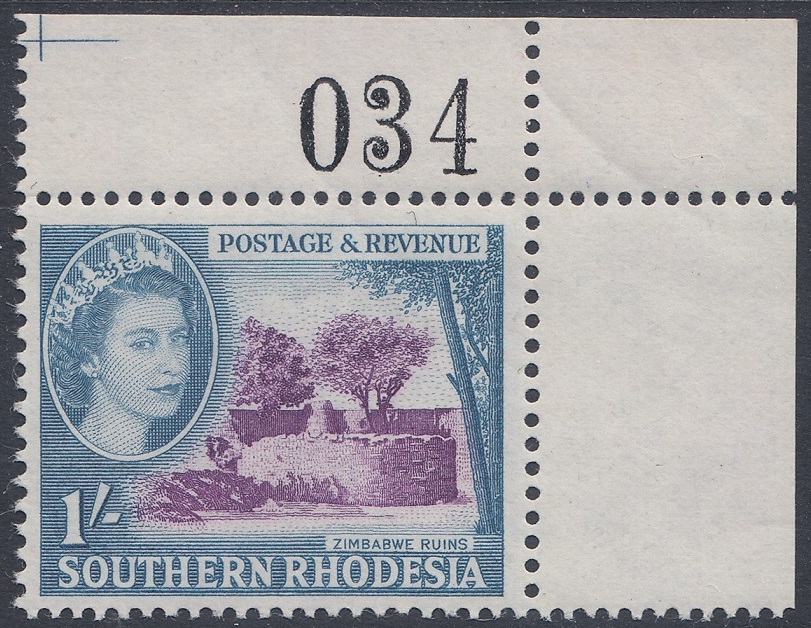 034
POSTAGE & REVENUE
1/-
ZIMBABWE RUINS
SOUTHERN RHODESIA